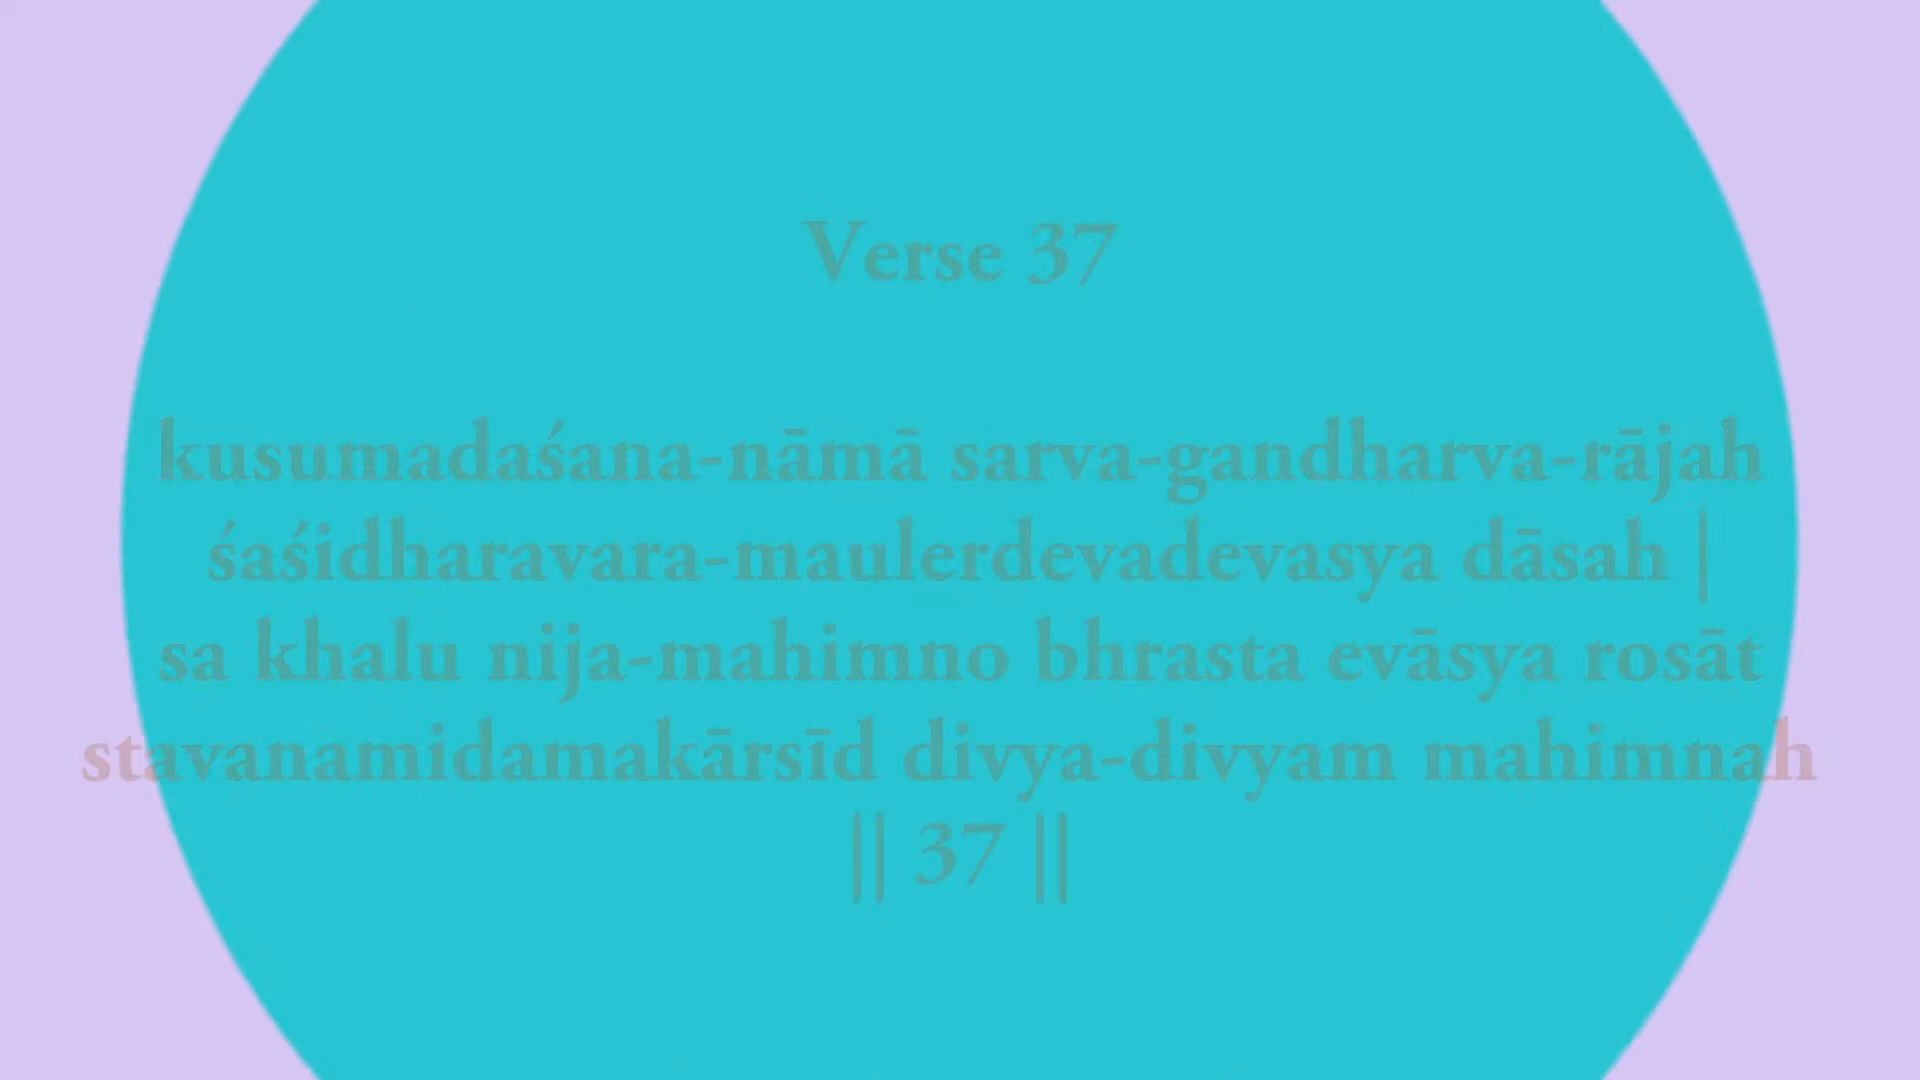 Verse 37
kusumadaśana-nāmā sarva-gandharva-rājah
śaśidharavara-maulerdevadevasya dāsah |
sa khalu nija-mahimno bhrasta evāsya rosāt
stavanamidamakārsīd divya-divyam mahimnah
|| 37 ||